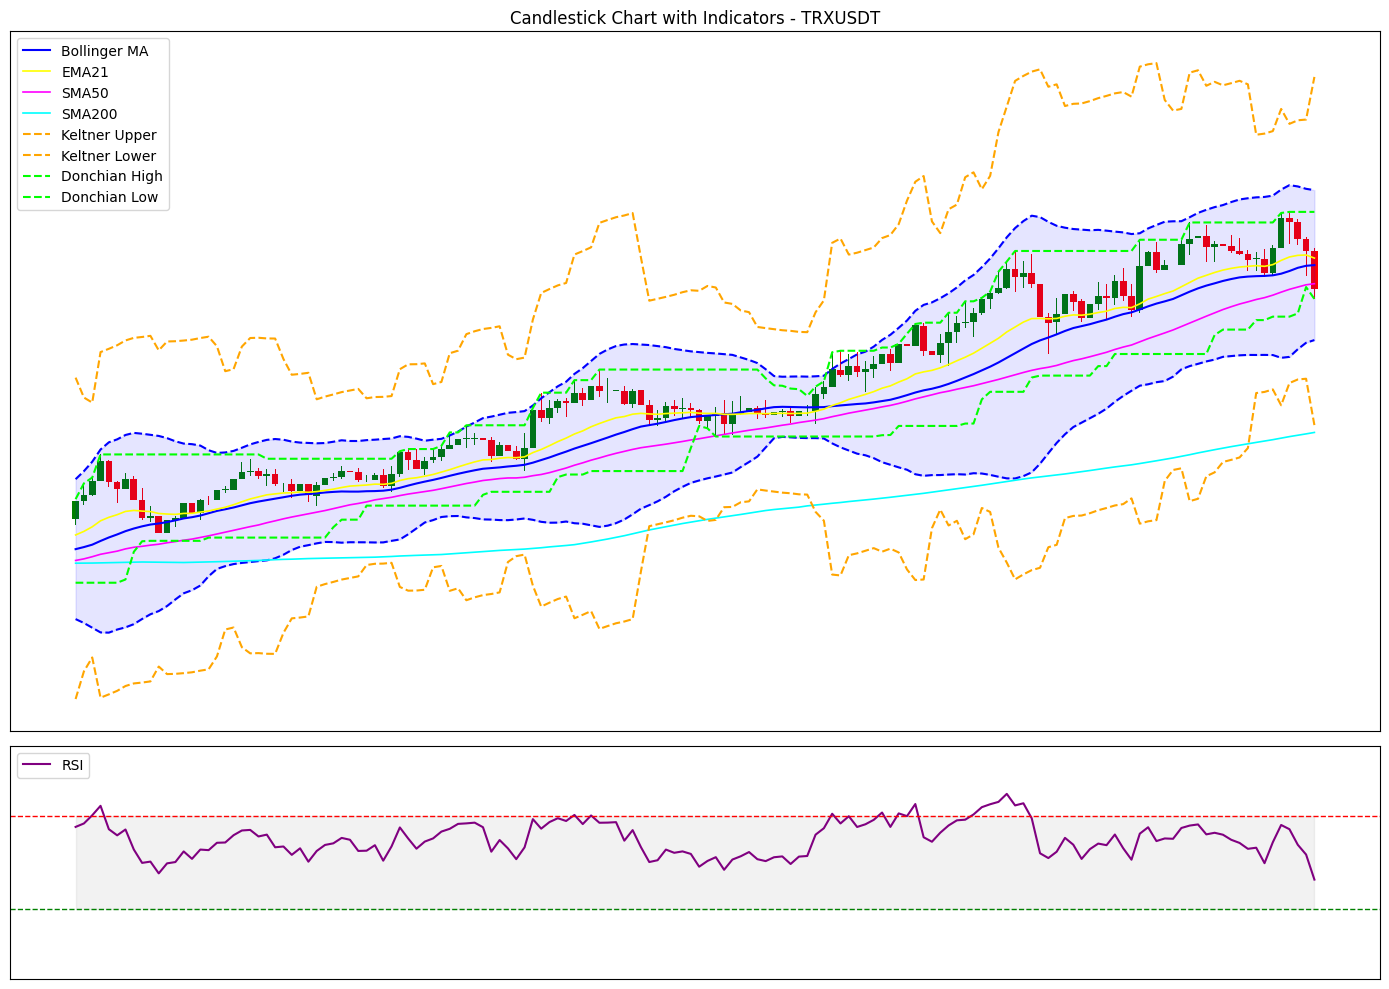 Candlestick Chart with Indicators - TRXUSDT
Bollinger MA
EMA21
SMA50
SMA200
Keltner Upper
Keltner Lower
Donchian High
Donchian Low
RSI